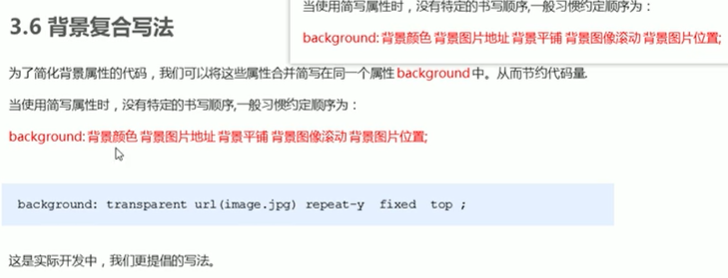 当使用简写属性时，没有特定的书写顺序,一般习惯约定顺序为：
background: 背景颜色 背景图片地址 背景平铺 背景图像滚动 背景图片位置;
3.6 背景复合写法
为了简化背景属性的代码，我们可以将这些属性合并简写在同一个属性 background 中。从而节约代码量.
当使用简写属性时，没有特定的书写顺序,一般习惯约定顺序为：
background: 背景颜色 背景图片地址 背景平铺 背景图像滚动 背景图片位置;
background: transparent url(image.jpg) repeat-y  fixed  top ;
这是实际开发中，我们更提倡的写法。